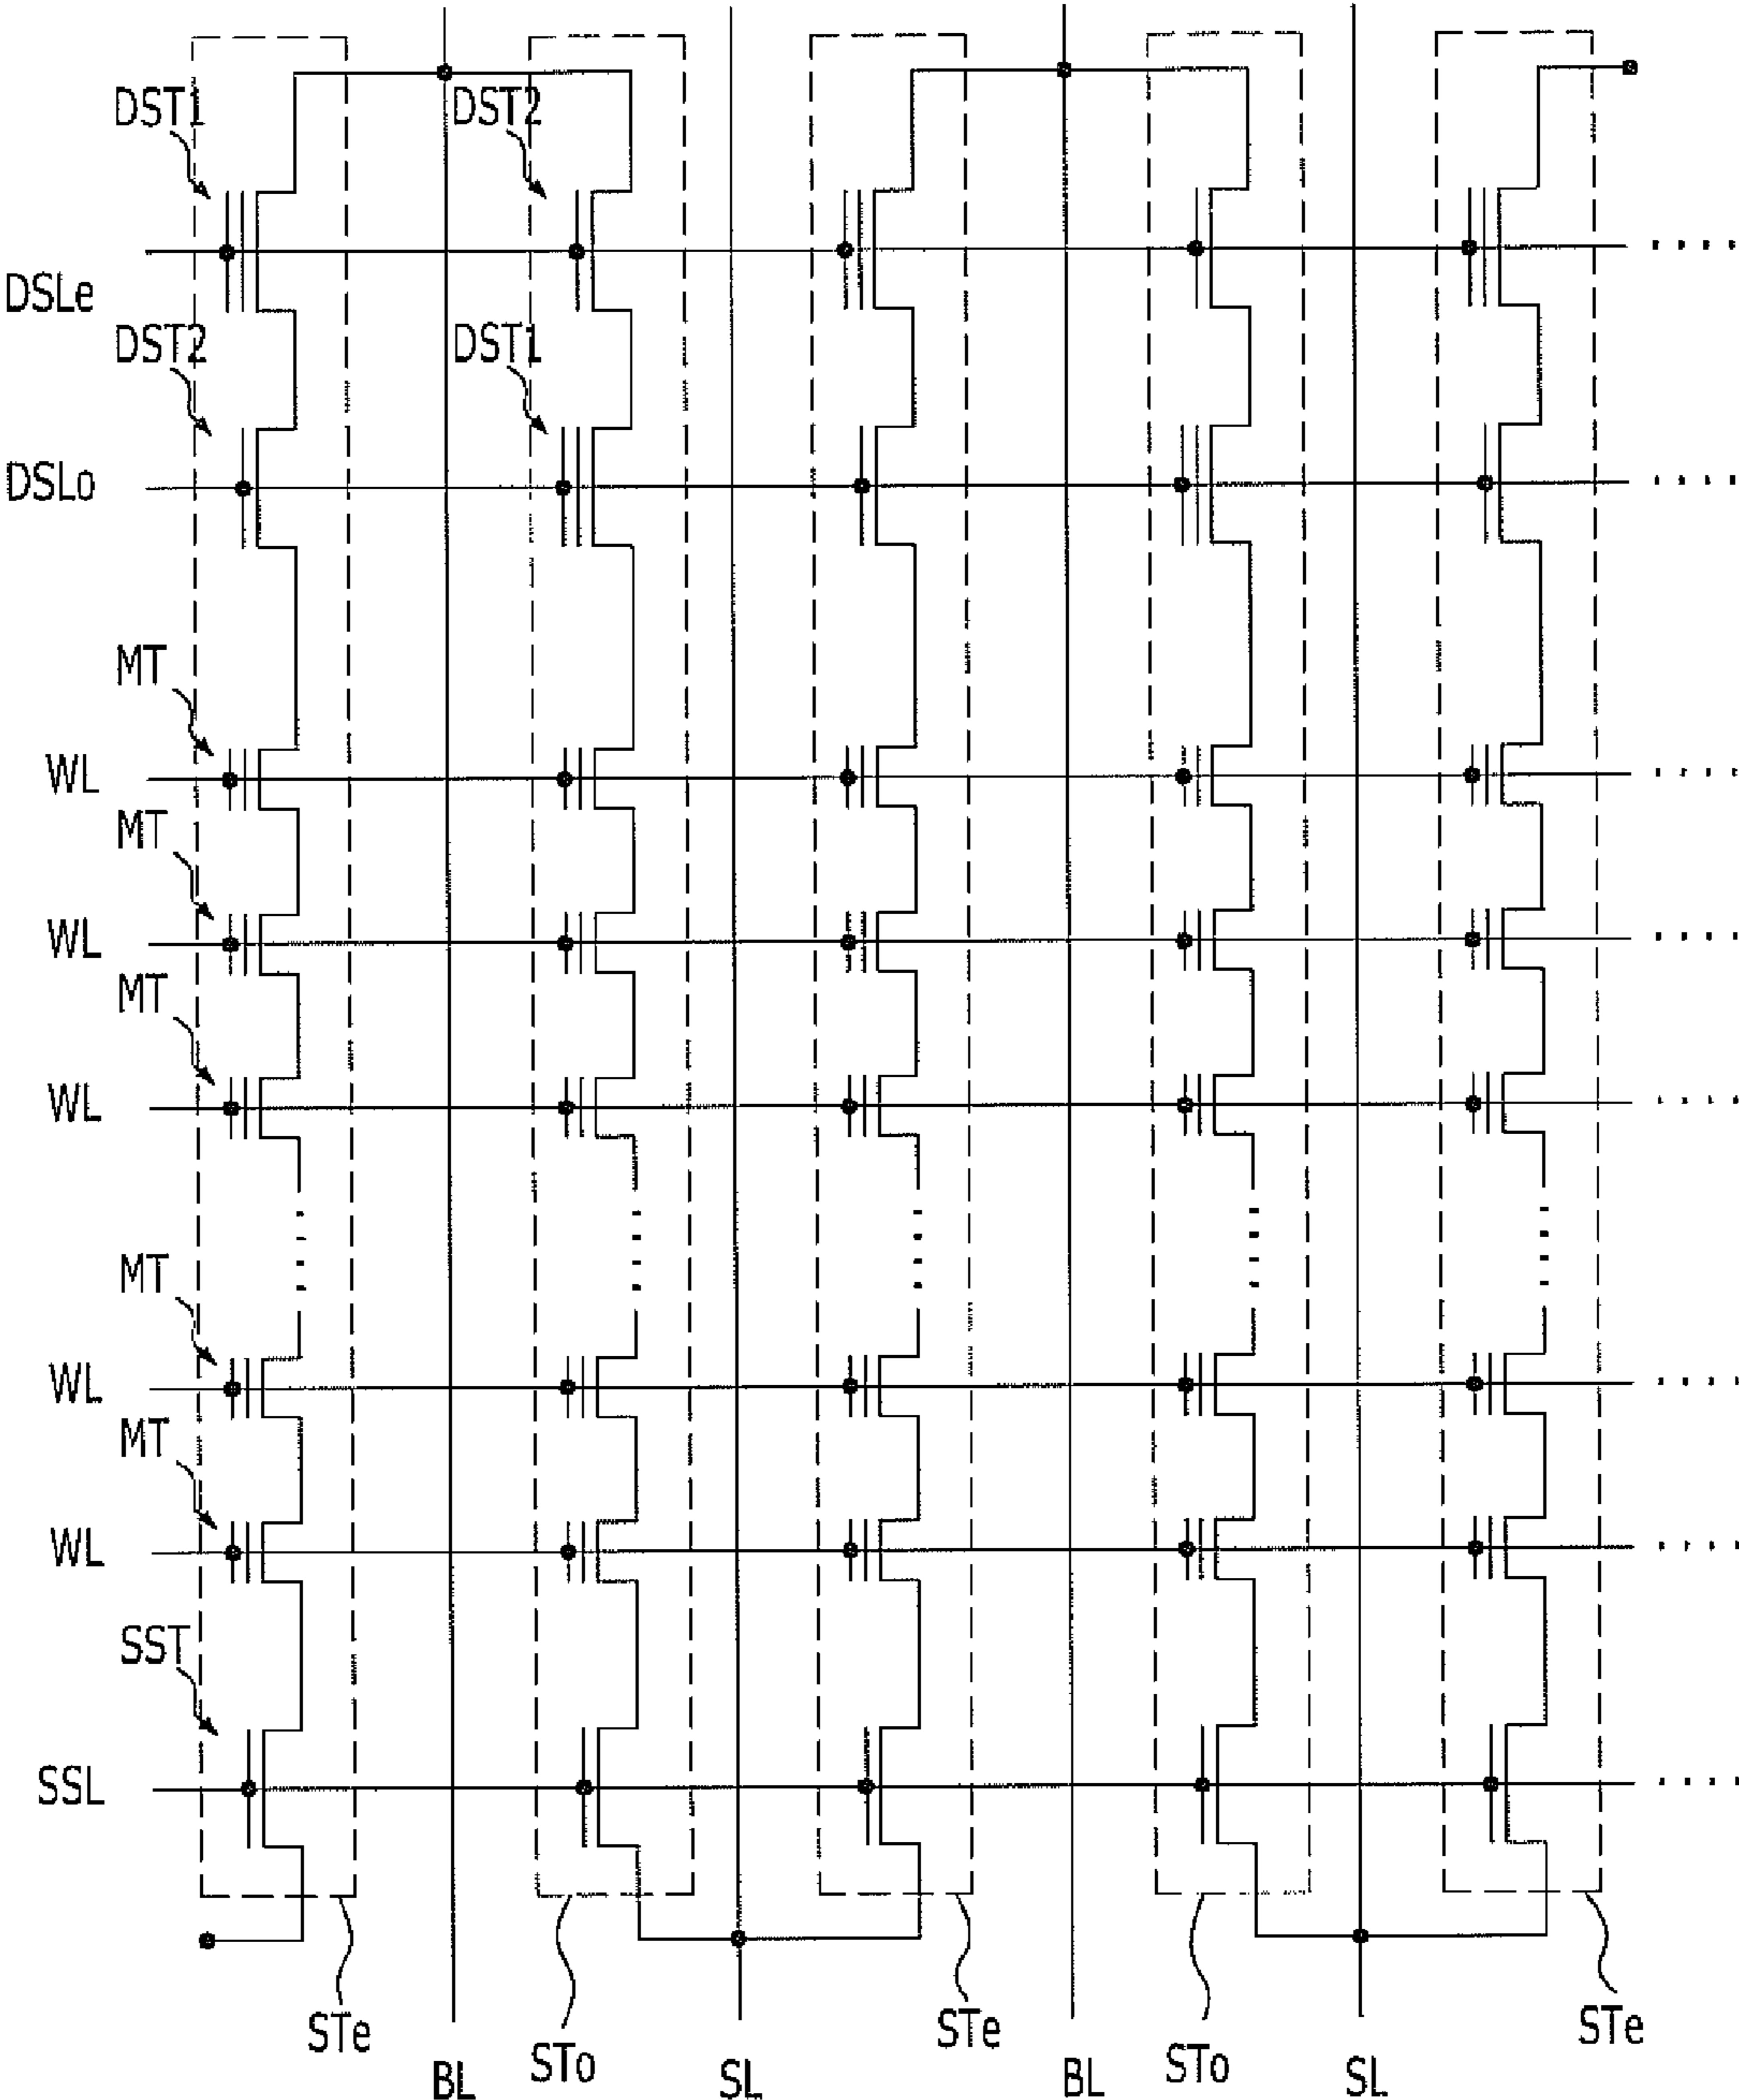 DST1 DST2
DSLe
DST2 DST1
DSLo
MT
WL
MT
WL
MT
WL
MT
WL
MT
WL
SST
SSL
STe STo STe STo STe
BL SL BL SL